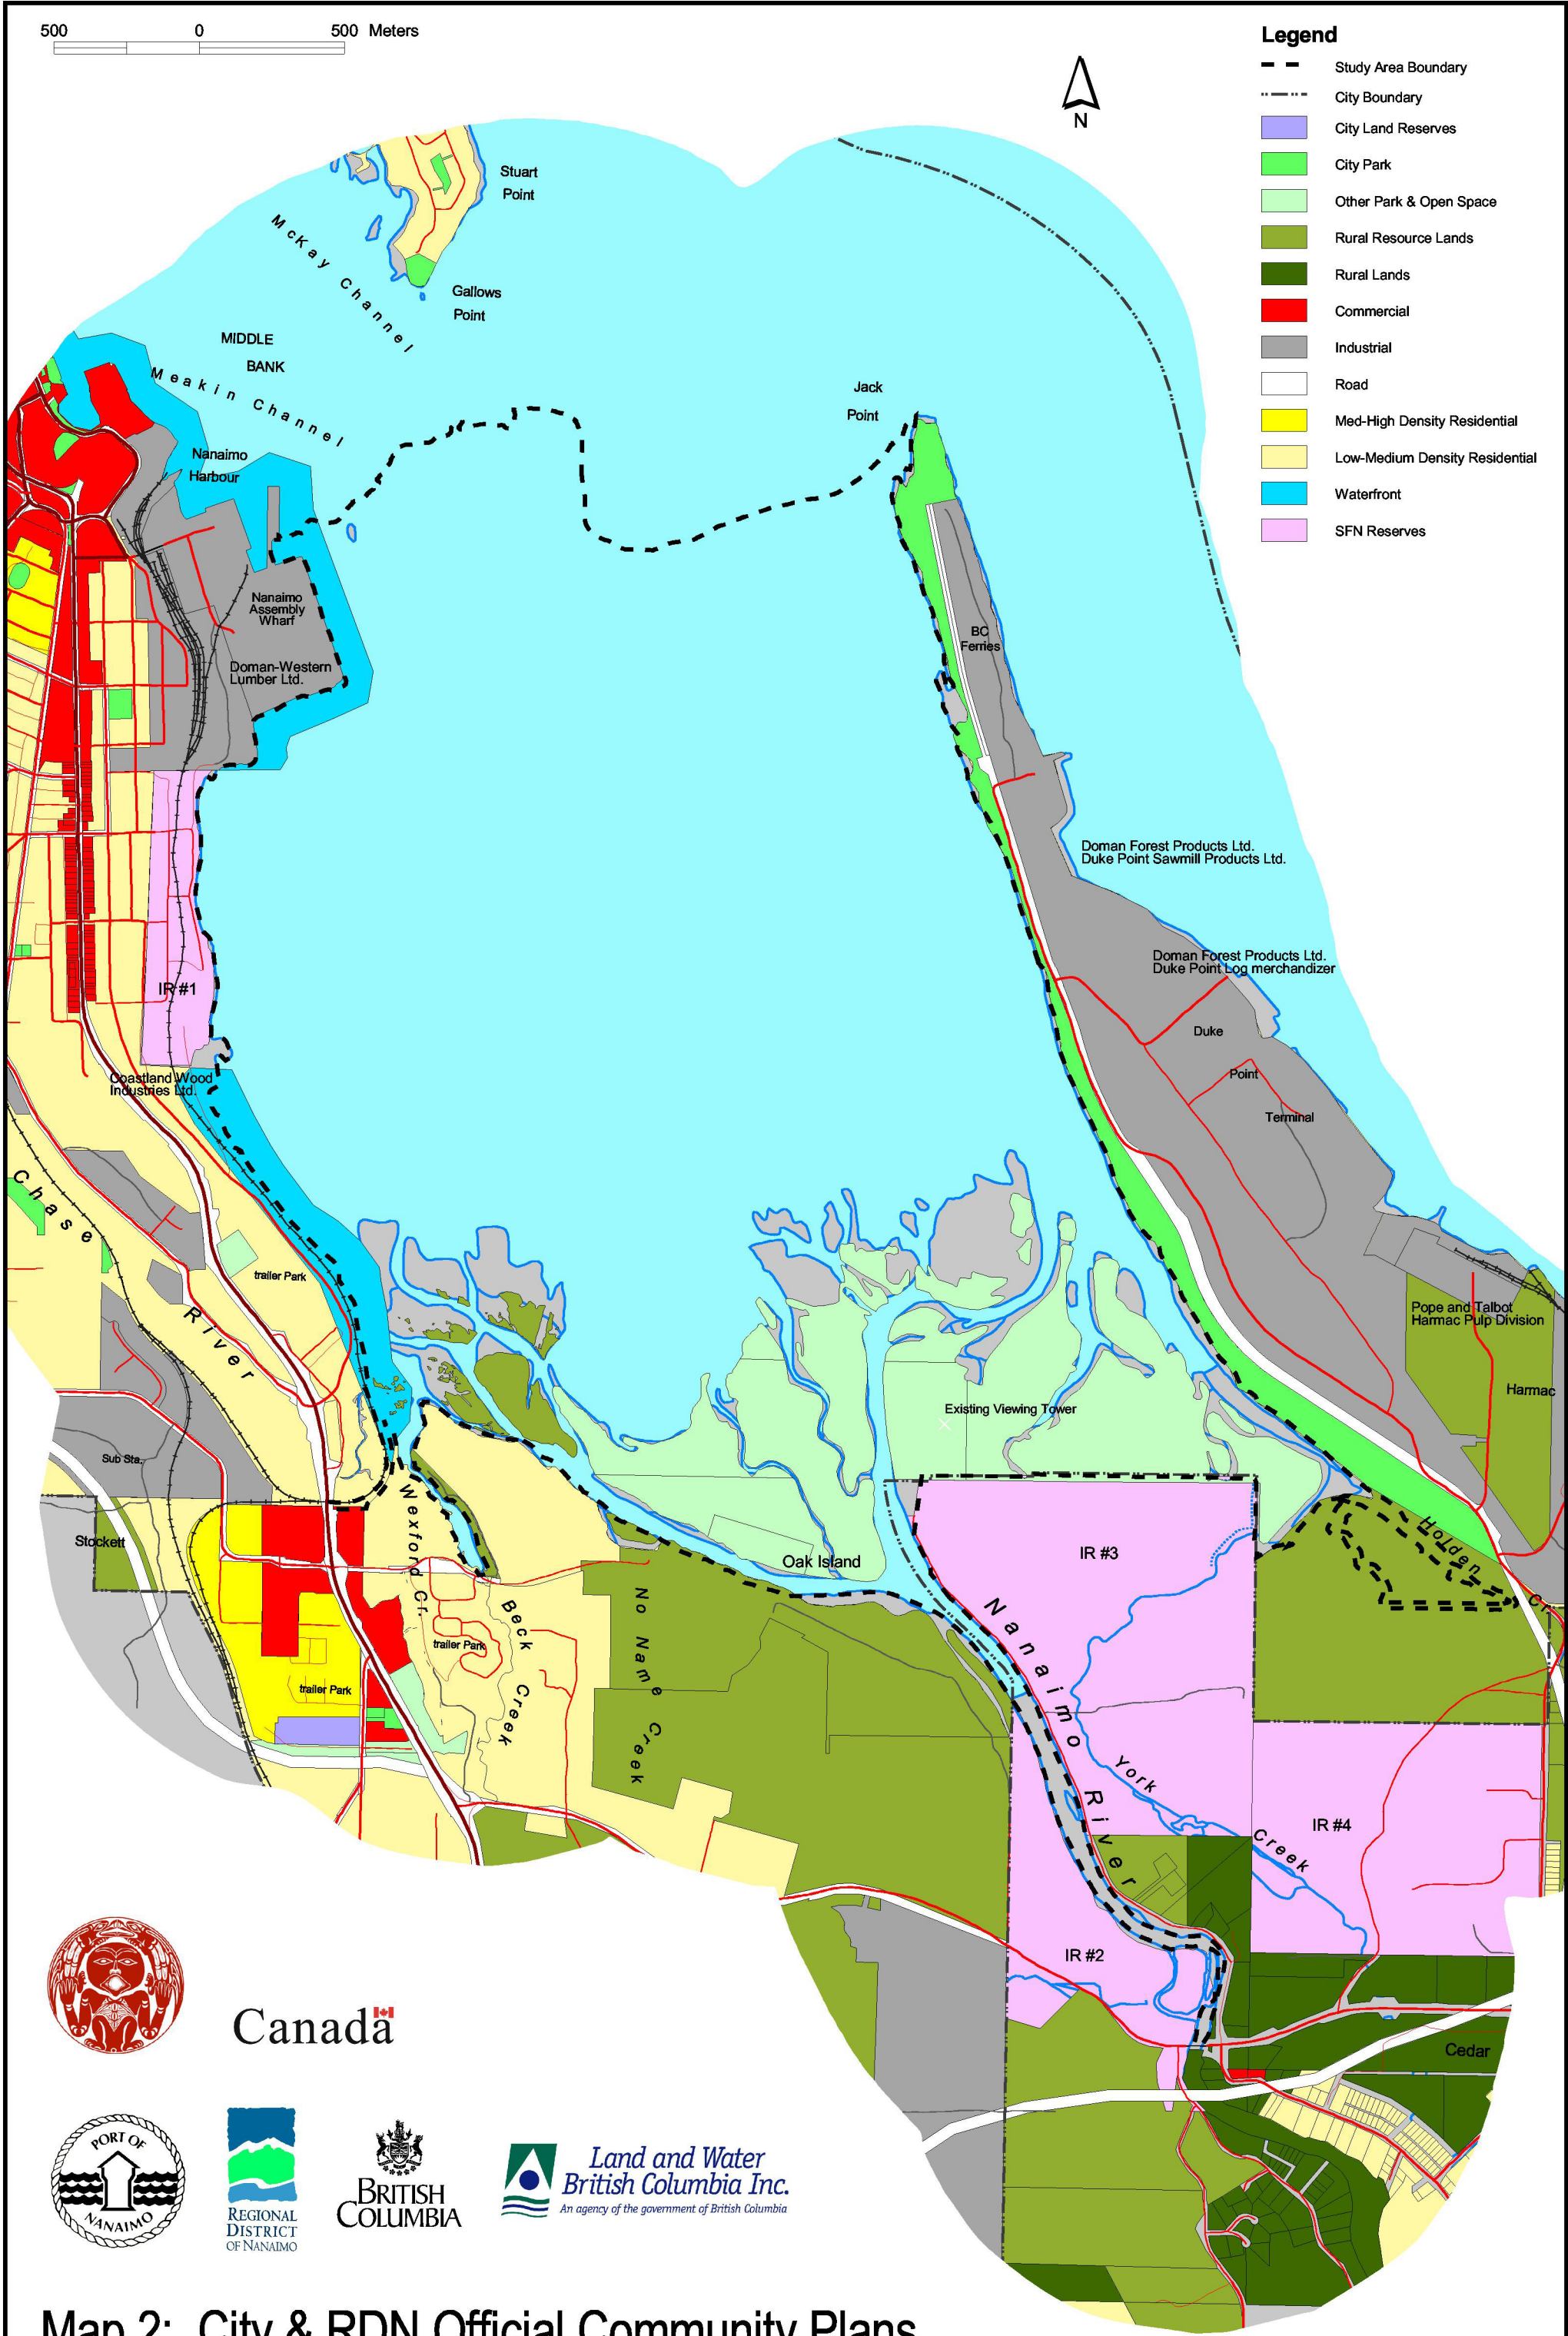 500 0 500 Meters
N
Legend
Study Area Boundary
City Boundary
City Land Reserves
City Park
Other Park & Open Space
Rural Resource Lands
Rural Lands
Commercial
Industrial
Road
Med-High Density Residential
Low-Medium Density Residential
Waterfront
SFN Reserves
Stuart
Point
McKay Channel
Gallows
Point
MIDDLE
BANK
Meakin Channel
Jack
Point
Nanaimo
Harbour
Nanaimo
Assembly
Wharf
BC
Ferries
Doman-Western
Lumber Ltd.
Doman Forest Products Ltd.
Duke Point Sawmill Products Ltd.
Doman Forest Products Ltd.
Duke Point Log merchandizer
IR #1
Duke
Point
Terminal
Coastland Wood
Industries Ltd.
Chase
River
trailer Park
Pope and Talbot
Harmac Pulp Division
Harmac
Existing Viewing Tower
Sub Sta.
Stockett
Wexford Cr.
Oak Island
IR #3
Holden
Cr.
No Name Creek
Beck
Creek
trailer Park
trailer Park
Nanaimo
River
York
Creek
IR #4
IR #2
Cedar
Canada
PORT OF
NANAIMO
REGIONAL
DISTRICT
OF NANAIMO
BRITISH
COLUMBIA
Land and Water
British Columbia Inc.
An agency of the government of British Columbia
Map 2: City & RDN Official Community Plans